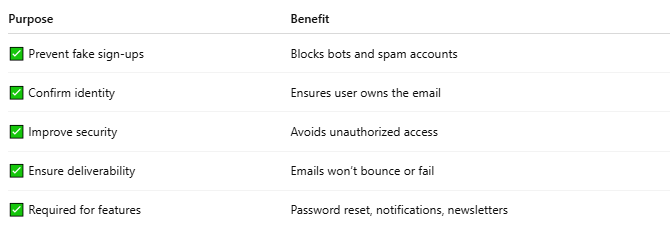 Purpose Benefit
✅ Prevent fake sign-ups Blocks bots and spam accounts
✅ Confirm identity Ensures user owns the email
✅ Improve security Avoids unauthorized access
✅ Ensure deliverability Emails won't bounce or fail
✅ Required for features Password reset, notifications, newsletters